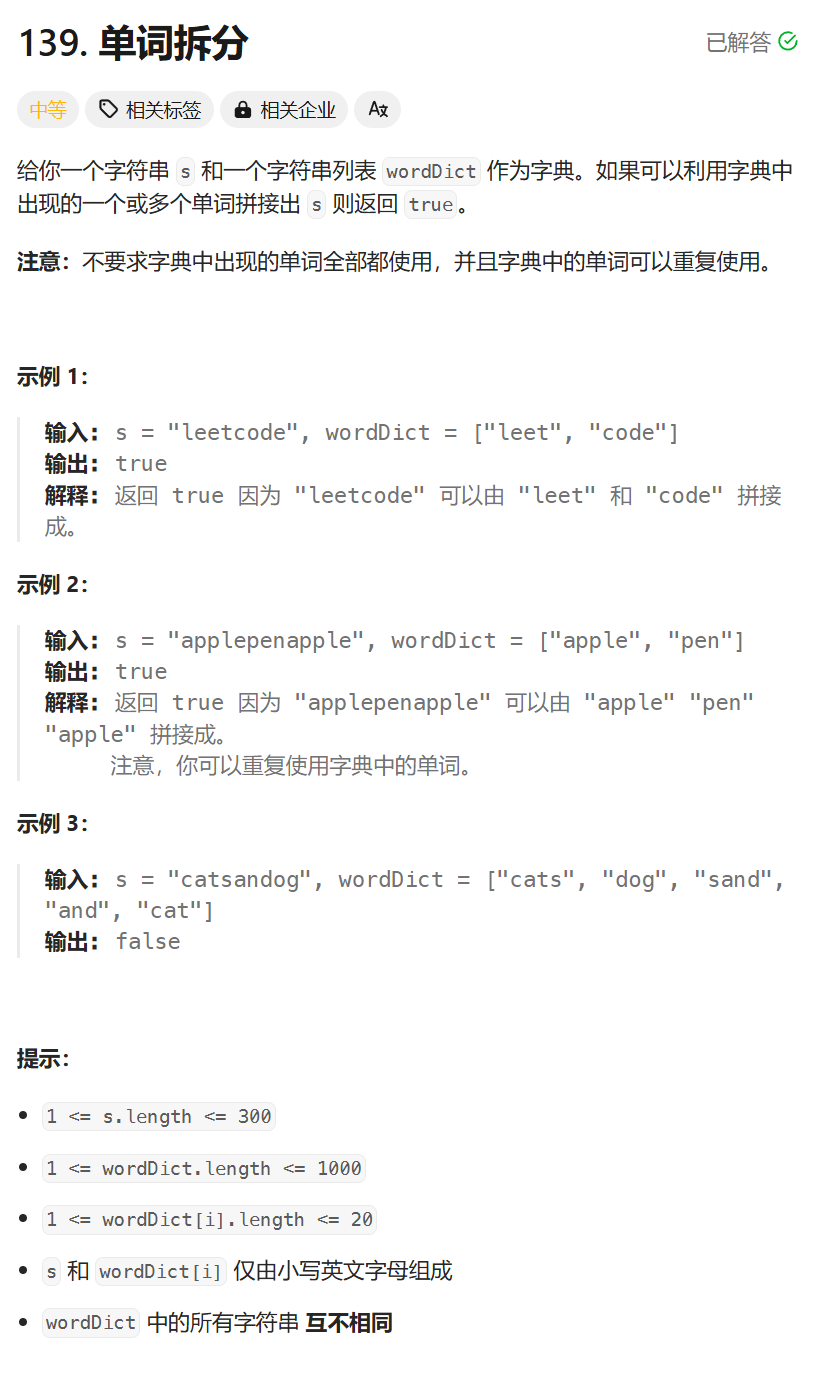 139. 单词拆分
已解答
中等
相关标签
相关企业
给你一个字符串 s 和一个字符串列表 wordDict 作为字典。如果可以利用字典中
出现的一个或多个单词拼接出 s 则返回 true。
注意：不要求字典中出现的单词全部都使用，并且字典中的单词可以重复使用。
示例 1：
输入: s = "leetcode", wordDict = ["leet", "code"]
输出: true
解释: 返回 true 因为 "leetcode" 可以由 "leet" 和 "code" 拼接
成。
示例 2：
输入: s = "applepenapple", wordDict = ["apple", "pen"]
输出: true
解释: 返回 true 因为 "applepenapple" 可以由 "apple" "pen"
"apple" 拼接成。
注意，你可以重复使用字典中的单词。
示例 3：
输入: s = "catsandog", wordDict = ["cats", "dog", "sand",
"and", "cat"]
输出: false
提示：
1 <= s.length <= 300
1 <= wordDict.length <= 1000
1 <= wordDict[i].length <= 20
s 和 wordDict[i] 仅由小写英文字母组成
wordDict 中的所有字符串 互不相同